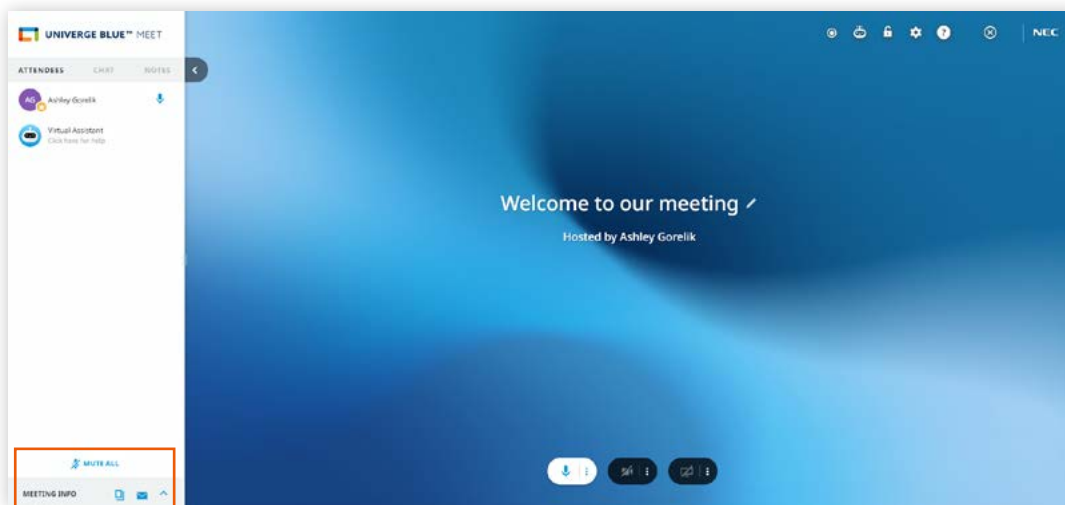 UNIVERGE BLUE™ MEET
NEC
ATTENDEES CHAT NOTES
AG Ashley Gorelik
Virtual Assistant
Click here for help
Welcome to our meeting
Hosted by Ashley Gorelik
MUTE ALL
MEETING INFO